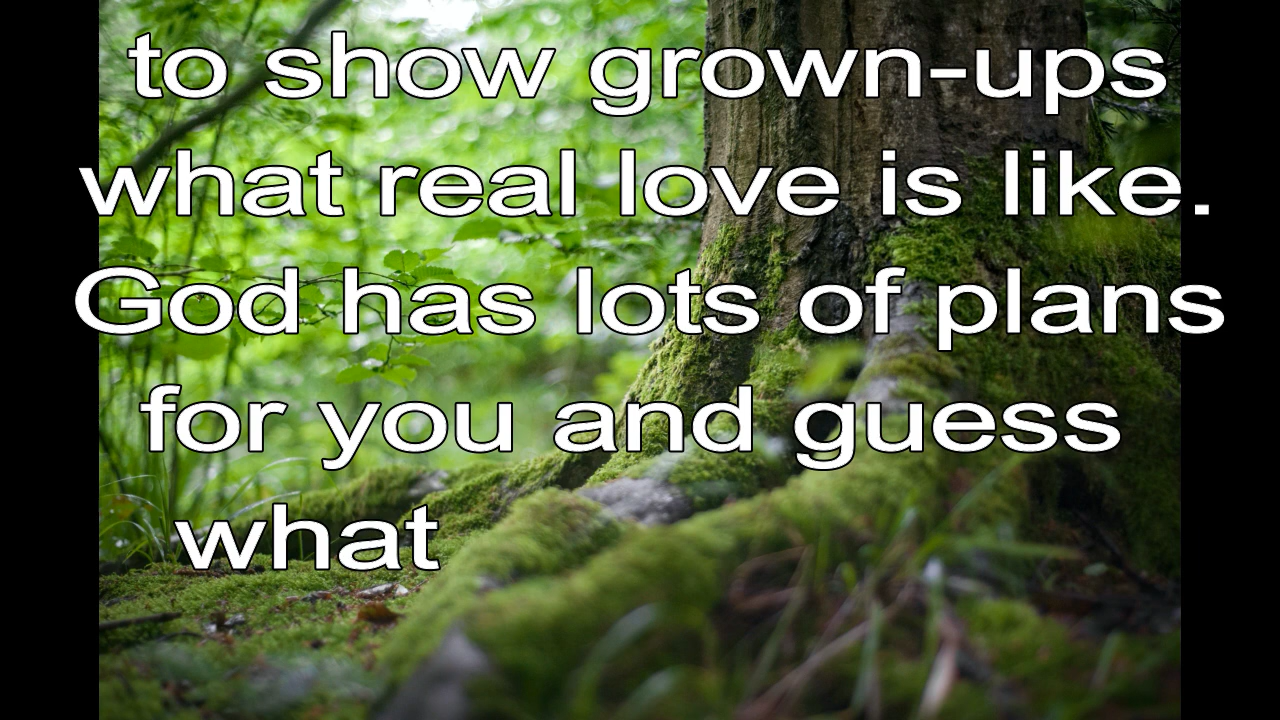 to show grown-ups
what real love is like.
God has lots of plans
for you and guess
what